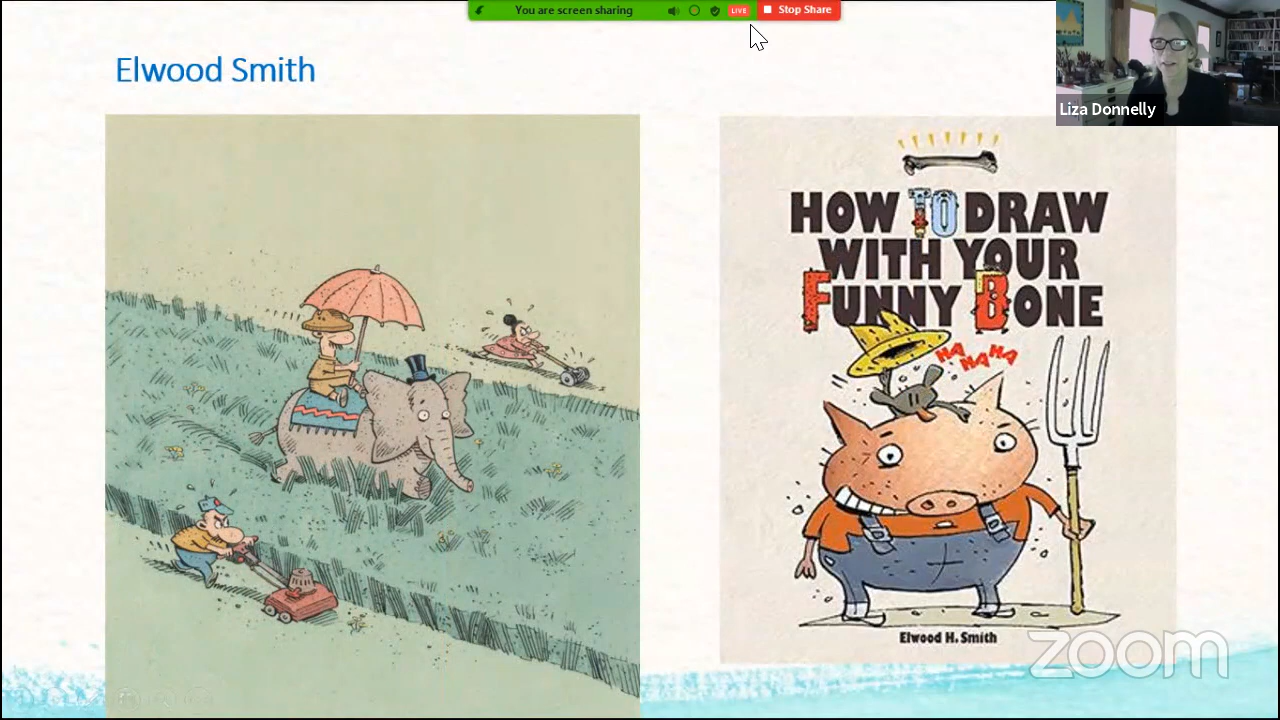 You are screen sharing
LIVE
Stop Share
Elwood Smith
Liza Donnelly
HOW TO DRAW
WITH YOUR
FUNNY BONE
HA HA HA
Elwood H. Smith
zoom